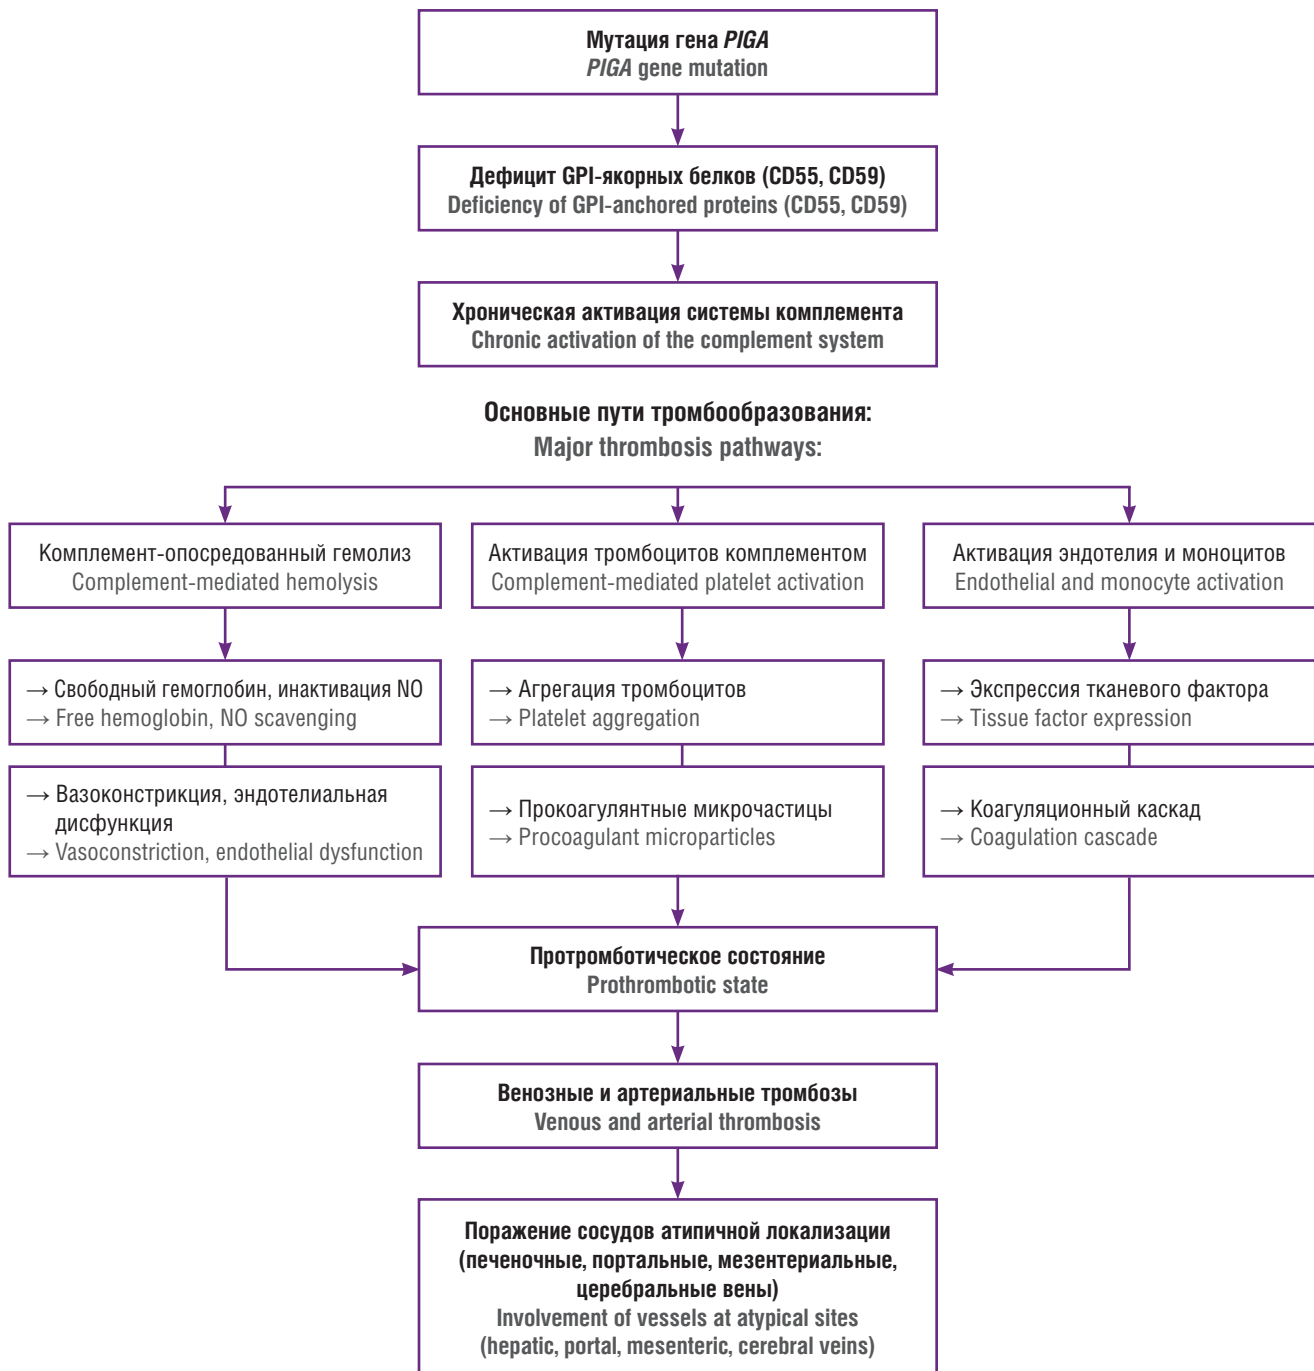 Мутация гена PIGA
PIGA gene mutation
Дефицит GPI-якорных белков (CD55, CD59)
Deficiency of GPI-anchored proteins (CD55, CD59)
Хроническая активация системы комплемента
Chronic activation of the complement system
Основные пути тромбообразования:
Major thrombosis pathways:
Комплемент-опосредованный гемолиз
Complement-mediated hemolysis
Активация тромбоцитов комплементом
Complement-mediated platelet activation
Активация эндотелия и моноцитов
Endothelial and monocyte activation
→ Свободный гемоглобин, инактивация NO
→ Free hemoglobin, NO scavenging
→ Агрегация тромбоцитов
→ Platelet aggregation
→ Экспрессия тканевого фактора
→ Tissue factor expression
→ Вазоконстрикция, эндотелиальная
дисфункция
→ Vasoconstriction, endothelial dysfunction
→ Прокоагулянтные микрочастицы
→ Procoagulant microparticles
→ Коагуляционный каскад
→ Coagulation cascade
Протромботическое состояние
Prothrombotic state
Венозные и артериальные тромбозы
Venous and arterial thrombosis
Поражение сосудов атипичной локализации
(печеночные, портальные, мезентериальные,
церебральные вены)
Involvement of vessels at atypical sites
(hepatic, portal, mesenteric, cerebral veins)